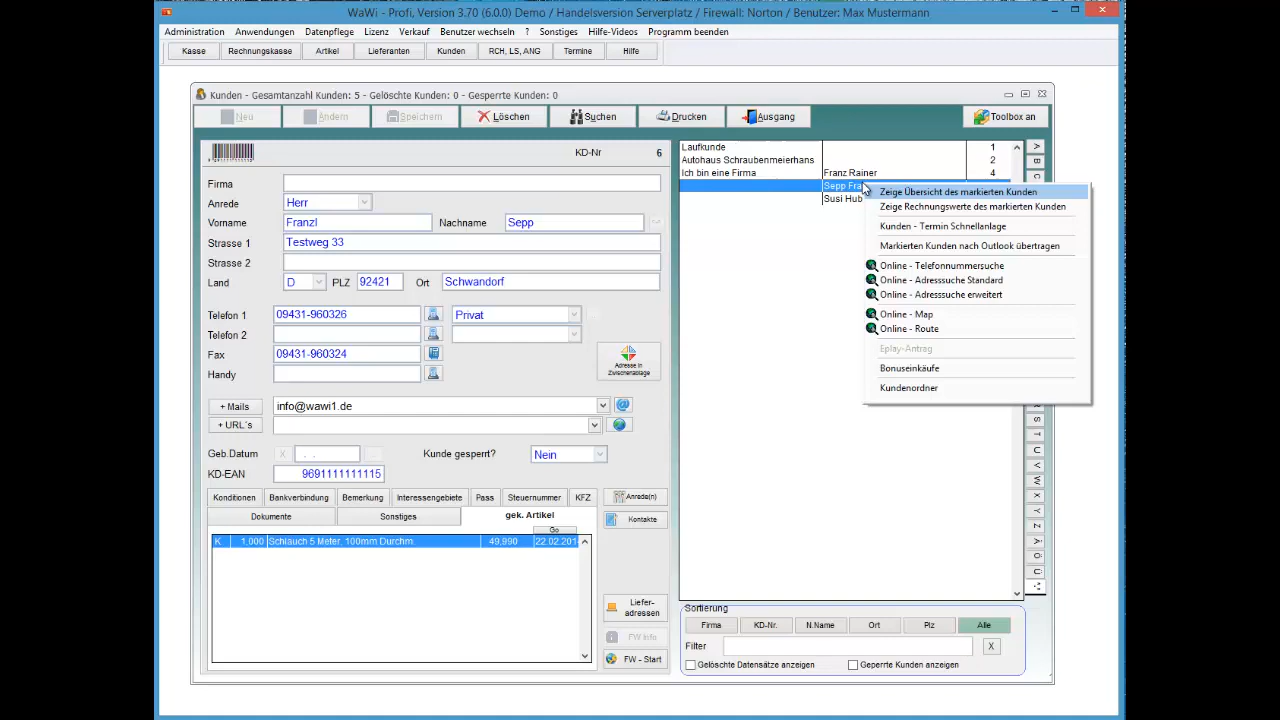 WaWi - Profi, Version 3.70 (6.0.0) Demo / Handelsversion Serverplatz / Firewall: Norton / Benutzer: Max Mustermann
Administration Anwendungen Datenpflege Lizenz Verkauf Benutzer wechseln ? Sonstiges Hilfe-Videos Programm beenden
Kasse Rechnungskasse Artikel Lieferanten Kunden RCH, LS, ANG Termine Hilfe
Kunden - Gesamtanzahl Kunden: 5 - Gelöschte Kunden: 0 - Gesperrte Kunden: 0
Neu Ändern Speichern Löschen Suchen Drucken Ausgang Toolbox an
KD-Nr 6
Firma
Anrede Herr
Vorname Franzl Nachname Sepp
Strasse 1 Testweg 33
Strasse 2
Land D PLZ 92421 Ort Schwandorf
Telefon 1 09431-960326 Privat
Telefon 2
Fax 09431-960324
Handy
Adresse in Zwischenablage
+ Mails info@wawi1.de
+ URL´s
Geb.Datum X . . Kunde gesperrt? Nein
KD-EAN 9691111111115
Konditionen Bankverbindung Bemerkung Interessengebiete Pass Steuernummer KFZ
Dokumente Sonstiges gek. Artikel
Go
K 1,000 Schlauch 5 Meter, 100mm Durchm. 49,990 22.02.201
Anrede(n)
Kontakte
Liefer-
adressen
FW Info
FW - Start
Laufkunde 1
Autohaus Schraubenmeierhans 2
Ich bin eine Firma Franz Rainer 4
Sepp Fra
Susi Hub
A
B
C
Zeige Übersicht des markierten Kunden
Zeige Rechnungswerte des markierten Kunden
Kunden - Termin Schnellanlage
Markierten Kunden nach Outlook übertragen
Online - Telefonnummersuche
Online - Adresssuche Standard
Online - Adresssuche erweitert
Online - Map
Online - Route
Eplay-Antrag
Bonuseinkäufe
Kundenordner
R
S
T
U
V
W
X
Y
Z
Ä
Ö
Ü
Sortierung
Firma KD-Nr. N.Name Ort Plz Alle
Filter X
Gelöschte Datensätze anzeigen Geperrte Kunden anzeigen